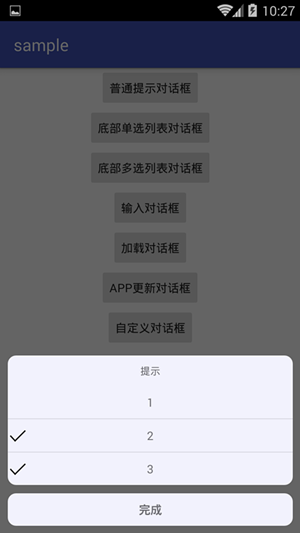 10:27
sample
普通提示对话框
底部单选列表对话框
底部多选列表对话框
输入对话框
加载对话框
APP更新对话框
自定义对话框
提示
1
2
3
完成